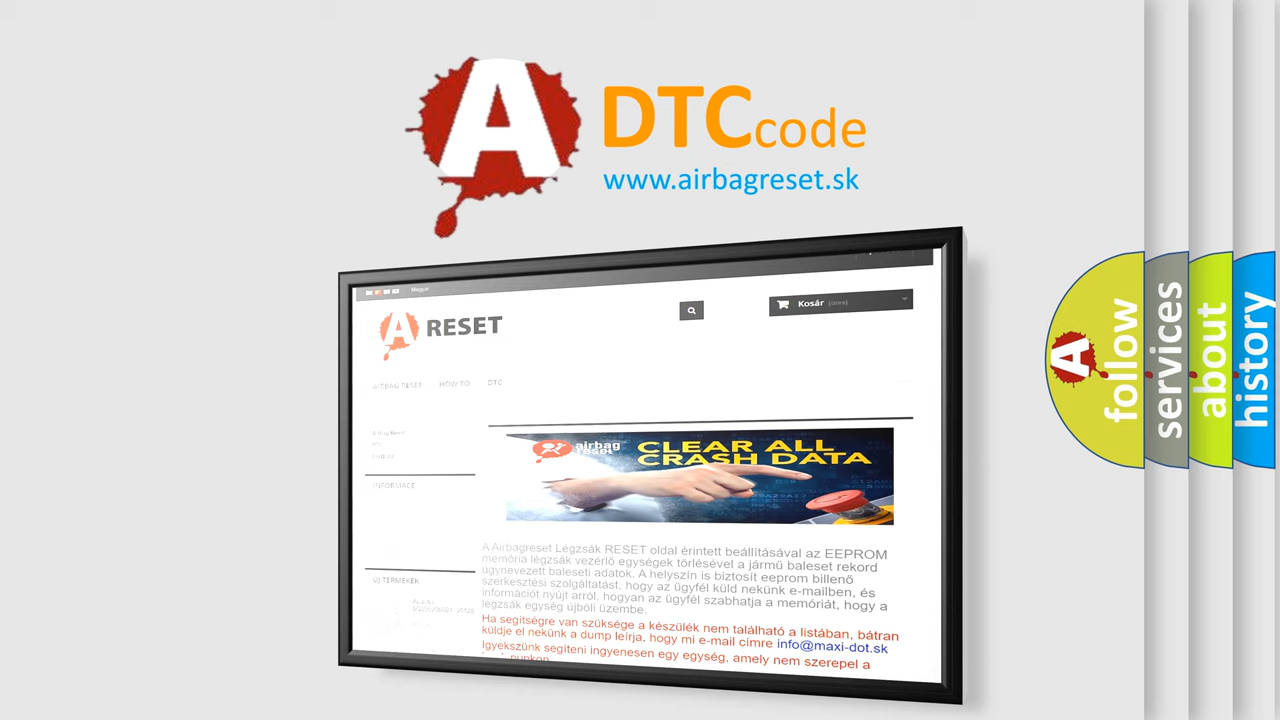 A
DTC code
www.airbagreset.sk
Magyar
A RESET
Kosár (üres)
AIRBAG RESET HOW TO DTC
INFORMACE
airbag
reset
CLEAR ALL
CRASH DATA
A Airbagreset Légzsák RESET oldal érintett beállításával az EEPROM
memória légzsák vezérlő egységek törlésével a jármű baleset rekord
úgynevezett baleseti adatok. A helyszín is biztosít eeprom billenő
szerkesztési szolgáltatást, hogy az ügyfél küld nekünk e-mailben, és
információt nyújt arról, hogyan az ügyfél szabhatja a memóriát, hogy a
légzsák egység újbóli üzembe.
Ha segítségre van szüksége a készülék nem található a listában, bátran
küldje el nekünk a dump leírja, hogy mi e-mail címre info@maxi-dot.sk
Igyekszünk segíteni ingyenesen egy egység, amely nem szerepel a
ÚJ TERMÉKEK
A
follow
services
about
history